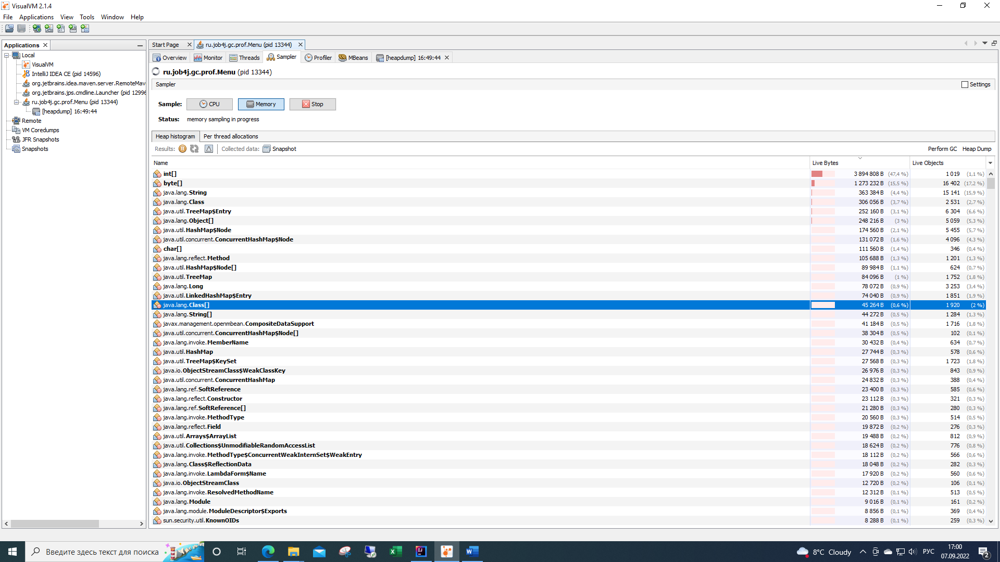 VisualVM 2.1.4
File Applications View Tools Window Help
Applications
Start Page
ru.job4j.gc.prof.Menu (pid 13344)
Local
VisualVM
IntelliJ IDEA CE (pid 14596)
org.jetbrains.idea.maven.server.RemoteMav
org.jetbrains.jps.cmdline.Launcher (pid 12996
ru.job4j.gc.prof.Menu (pid 13344)
[heapdump] 16:49:44
Remote
VM Coredumps
JFR Snapshots
Snapshots
Overview Monitor Threads Sampler Profiler MBeans [heapdump] 16:49:44
ru.job4j.gc.prof.Menu (pid 13344)
Sampler Settings
Sample: CPU Memory Stop
Status: memory sampling in progress
Heap histogram Per thread allocations
Results: Collected data: Snapshot Perform GC Heap Dump
Name Live Bytes Live Objects
int[] 3 894 808 B (47,4 %) 1 019 (1,1 %)
byte[] 1 273 232 B (15,5 %) 16 402 (17,2 %)
java.lang.String 363 384 B (4,4 %) 15 141 (15,9 %)
java.lang.Class 306 056 B (3,7 %) 2 531 (2,7 %)
java.util.TreeMap$Entry 252 160 B (3,1 %) 6 304 (6,6 %)
java.lang.Object[] 248 216 B (3 %) 5 059 (5,3 %)
java.util.HashMap$Node 174 560 B (2,1 %) 5 455 (5,7 %)
java.util.concurrent.ConcurrentHashMap$Node 131 072 B (1,6 %) 4 096 (4,3 %)
char[] 111 560 B (1,4 %) 346 (0,4 %)
java.lang.reflect.Method 105 688 B (1,3 %) 1 201 (1,3 %)
java.util.HashMap$Node[] 89 984 B (1,1 %) 624 (0,7 %)
java.util.TreeMap 84 096 B (1 %) 1 752 (1,8 %)
java.lang.Long 78 072 B (0,9 %) 3 253 (3,4 %)
java.util.LinkedHashMap$Entry 74 040 B (0,9 %) 1 851 (1,9 %)
java.lang.Class[] 45 264 B (0,6 %) 1 920 (2 %)
java.lang.String[] 44 272 B (0,5 %) 1 284 (1,3 %)
javax.management.openmbean.CompositeDataSupport 41 184 B (0,5 %) 1 716 (1,8 %)
java.util.concurrent.ConcurrentHashMap$Node[] 38 304 B (0,5 %) 102 (0,1 %)
java.lang.invoke.MemberName 30 432 B (0,4 %) 634 (0,7 %)
java.util.HashMap 27 744 B (0,3 %) 578 (0,6 %)
java.util.TreeMap$KeySet 27 568 B (0,3 %) 1 723 (1,8 %)
java.io.ObjectStreamClass$WeakClassKey 26 976 B (0,3 %) 843 (0,9 %)
java.util.concurrent.ConcurrentHashMap 24 832 B (0,3 %) 388 (0,4 %)
java.lang.ref.SoftReference 23 400 B (0,3 %) 585 (0,6 %)
java.lang.reflect.Constructor 23 112 B (0,3 %) 321 (0,3 %)
java.lang.ref.SoftReference[] 21 280 B (0,3 %) 280 (0,3 %)
java.lang.invoke.MethodType 20 560 B (0,3 %) 514 (0,5 %)
java.lang.reflect.Field 19 872 B (0,2 %) 276 (0,3 %)
java.util.Arrays$ArrayList 19 488 B (0,2 %) 812 (0,9 %)
java.util.Collections$UnmodifiableRandomAccessList 18 624 B (0,2 %) 776 (0,8 %)
java.lang.invoke.MethodType$ConcurrentWeakInternSet$WeakEntry 18 112 B (0,2 %) 566 (0,6 %)
java.lang.Class$ReflectionData 18 048 B (0,2 %) 282 (0,3 %)
java.lang.invoke.LambdaForm$Name 17 920 B (0,2 %) 560 (0,6 %)
java.io.ObjectStreamClass 12 720 B (0,2 %) 106 (0,1 %)
java.lang.invoke.ResolvedMethodName 12 312 B (0,1 %) 513 (0,5 %)
java.lang.Module 9 016 B (0,1 %) 161 (0,2 %)
java.lang.module.ModuleDescriptor$Exports 8 856 B (0,1 %) 369 (0,4 %)
sun.security.util.KnownOIDs 8 288 B (0,1 %) 259 (0,3 %)
Введите здесь текст для поиска
8°C Cloudy
РУС
17:00
07.09.2022
2